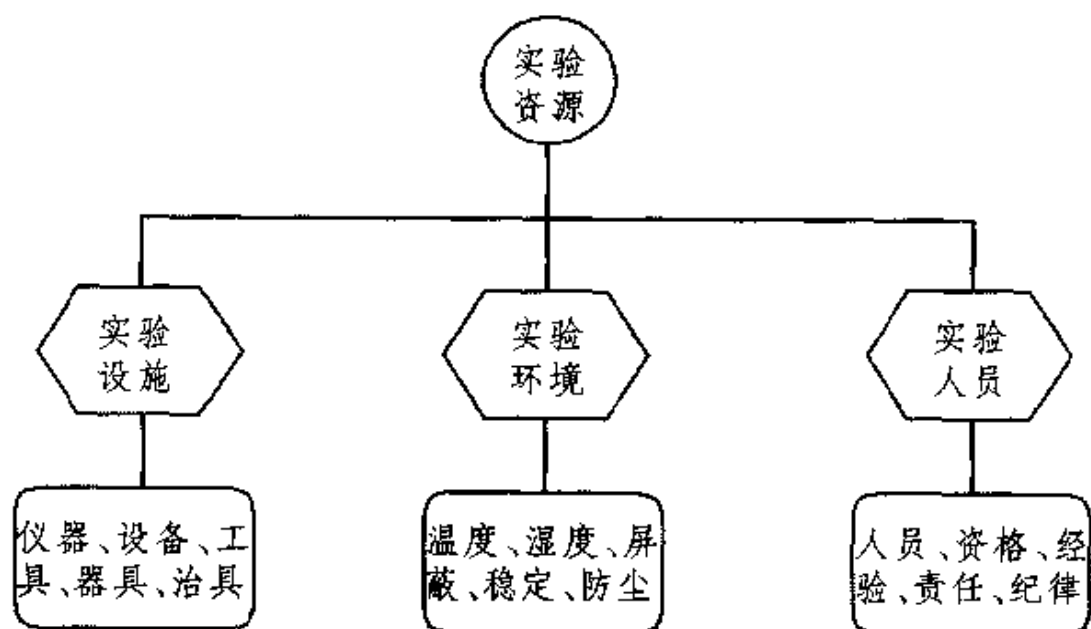 实验
资源
实验
设施
实验
环境
实验
人员
仪器、设备、工
具、器具、治具
温度、湿度、屏
蔽、稳定、防尘
人员、资格、经
验、责任、纪律